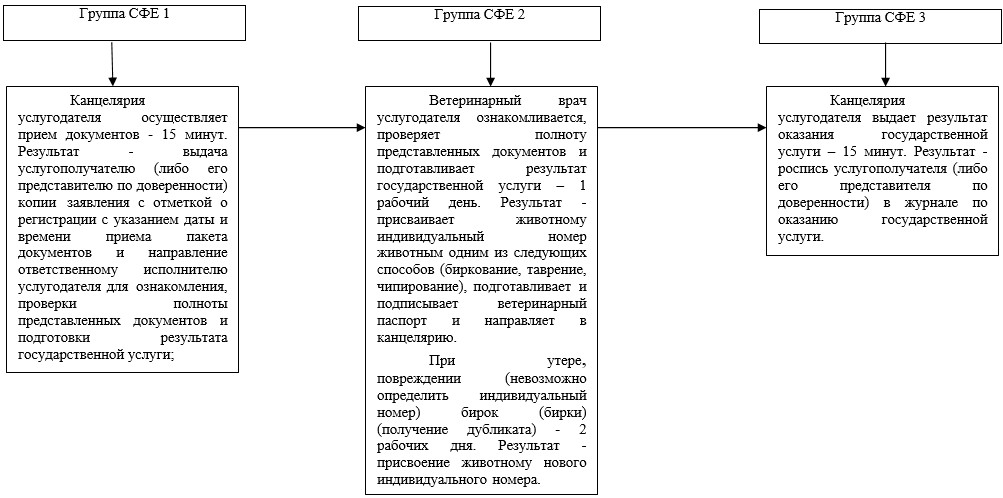 Группа СФЕ 1
Группа СФЕ 2
Группа СФЕ 3
Канцелярия
услугодателя осуществляет
прием документов - 15 минут.
Результат - выдача
услугополучателю (либо его
представителю по доверенности)
копии заявления с отметкой о
регистрации с указанием даты и
времени приема пакета
документов и направление
ответственному исполнителю
услугодателя для ознакомления,
проверки полноты
представленных документов и
подготовки результата
государственной услуги;
Ветеринарный врач
услугодателя ознакомливается,
проверяет полноту
представленных документов и
подготавливает результат
государственной услуги – 1
рабочий день. Результат -
присваивает животному
индивидуальный номер
животным одним из следующих
способов (биркование, таврение,
чипирование), подготавливает и
подписывает ветеринарный
паспорт и направляет в
канцелярию.
При утере,
повреждении (невозможно
определить индивидуальный
номер) бирок (бирки)
(получение дубликата) - 2
рабочих дня. Результат -
присвоение животному нового
индивидуального номера.
Канцелярия
услугодателя выдает результат
оказания государственной
услуги – 15 минут. Результат -
роспись услугополучателя (либо
его представителя по
доверенности) в журнале по
оказанию государственной
услуги.